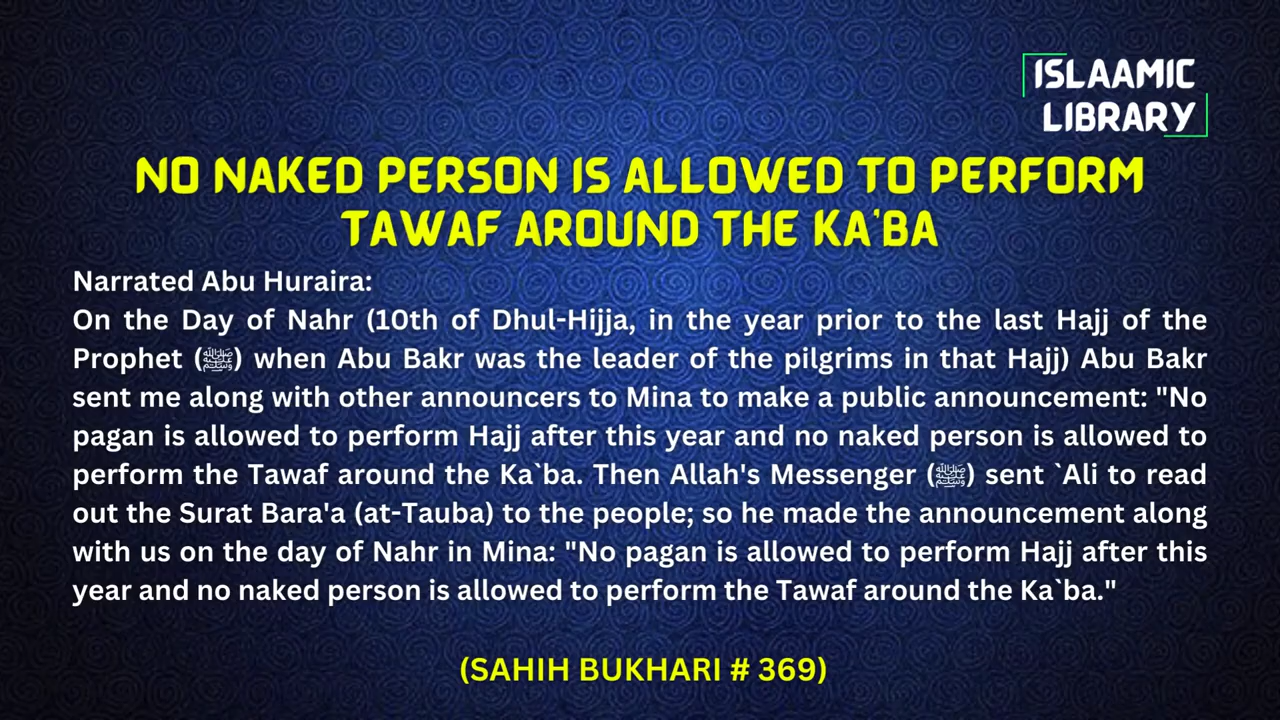 ISLAAMIC
LIBRARY
NO NAKED PERSON IS ALLOWED TO PERFORM
TAWAF AROUND THE KA'BA
Narrated Abu Huraira:
On the Day of Nahr (10th of Dhul-Hijja, in the year prior to the last Hajj of the
Prophet (ﷺ) when Abu Bakr was the leader of the pilgrims in that Hajj) Abu Bakr
sent me along with other announcers to Mina to make a public announcement: "No
pagan is allowed to perform Hajj after this year and no naked person is allowed to
perform the Tawaf around the Ka`ba. Then Allah's Messenger (ﷺ) sent `Ali to read
out the Surat Bara'a (at-Tauba) to the people; so he made the announcement along
with us on the day of Nahr in Mina: "No pagan is allowed to perform Hajj after this
year and no naked person is allowed to perform the Tawaf around the Ka`ba."
(SAHIH BUKHARI # 369)